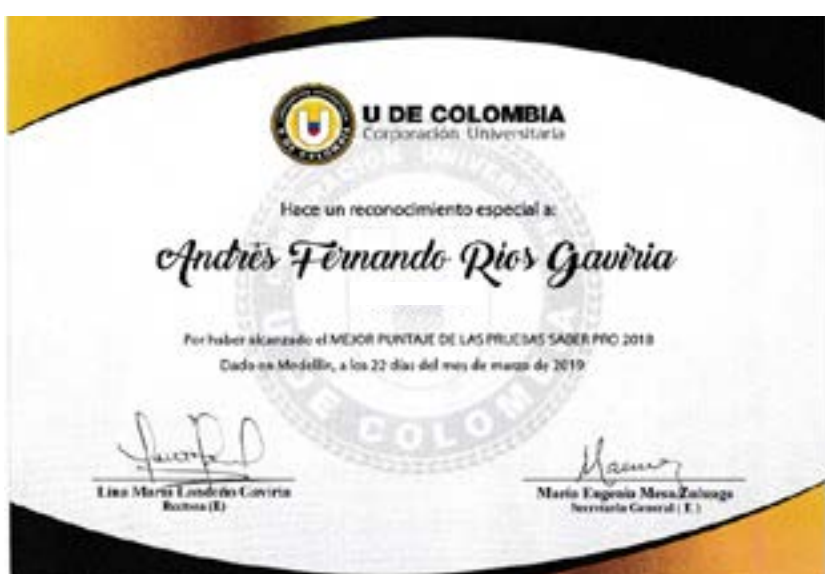 U DE COLOMBIA
Corporación Universitaria
Hace un reconocimiento especial a:
Andrés Fernando Ríos Gaviria
Por haber alcanzado el MEJOR PUNTAJE DE LAS PRUEBAS SABER PRO 2018
Dado en Medellín, a los 22 días del mes de marzo de 2019
Lina María Londoño Gaviria
Rectora (E)
María Eugenia Mesa Zuluaga
Secretaria General ( E )